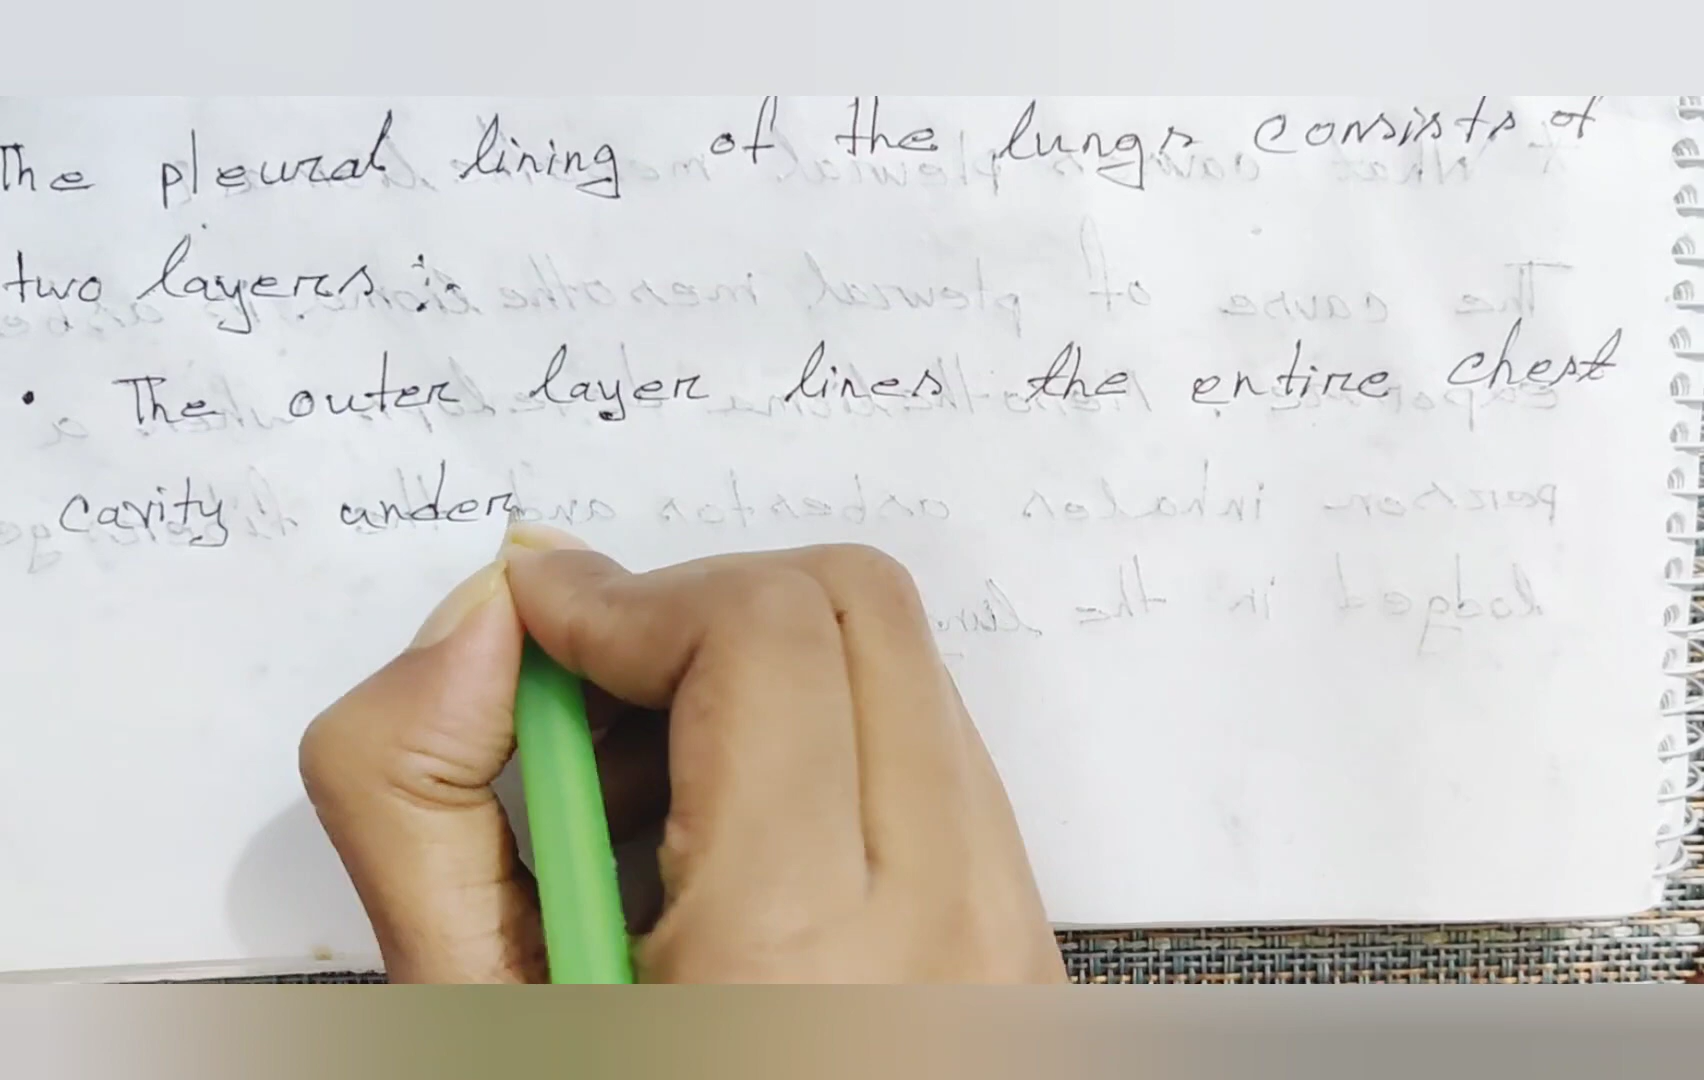 The pleural lining of the lungs consists of
two layers:
• The outer layer lines the entire chest
cavity under